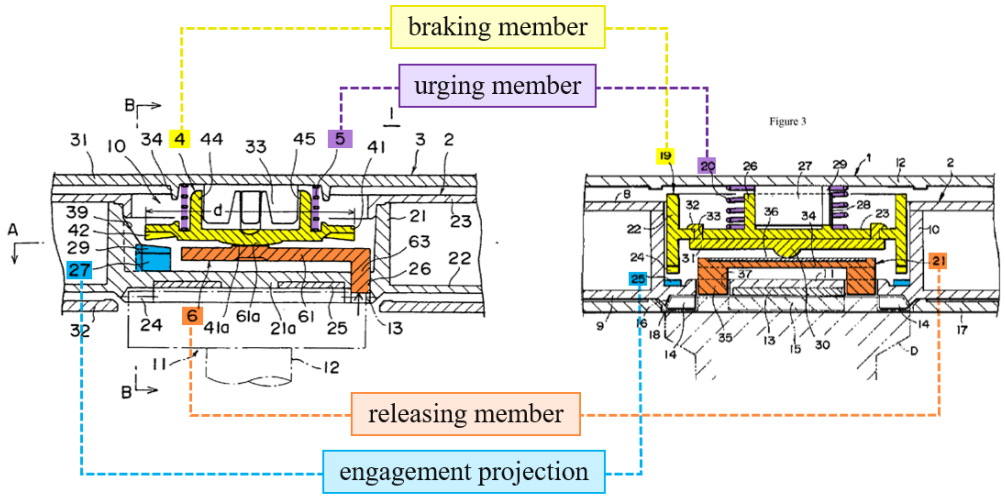 braking member
urging member
Figure 3
B
1
31 10 34 4 44 33 45 5 41 3 2
d
A
39
42
29
27
21
23
63
26
22
32 24 6 41a 61a 21a 61 25 13
11
12
B
19 20 26 27 29 1 12 2
8
32 33 36 34 28 23
22
31
24
25
10
21
37 11
9 16 18 14 35 13 15 30 14 17
D
releasing member
engagement projection